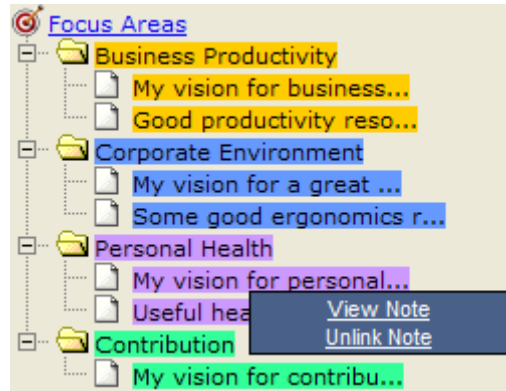 Focus Areas
Business Productivity
My vision for business...
Good productivity reso...
Corporate Environment
My vision for a great ...
Some good ergonomics r...
Personal Health
My vision for personal...
Useful hea
View Note
Unlink Note
Contribution
My vision for contribu...